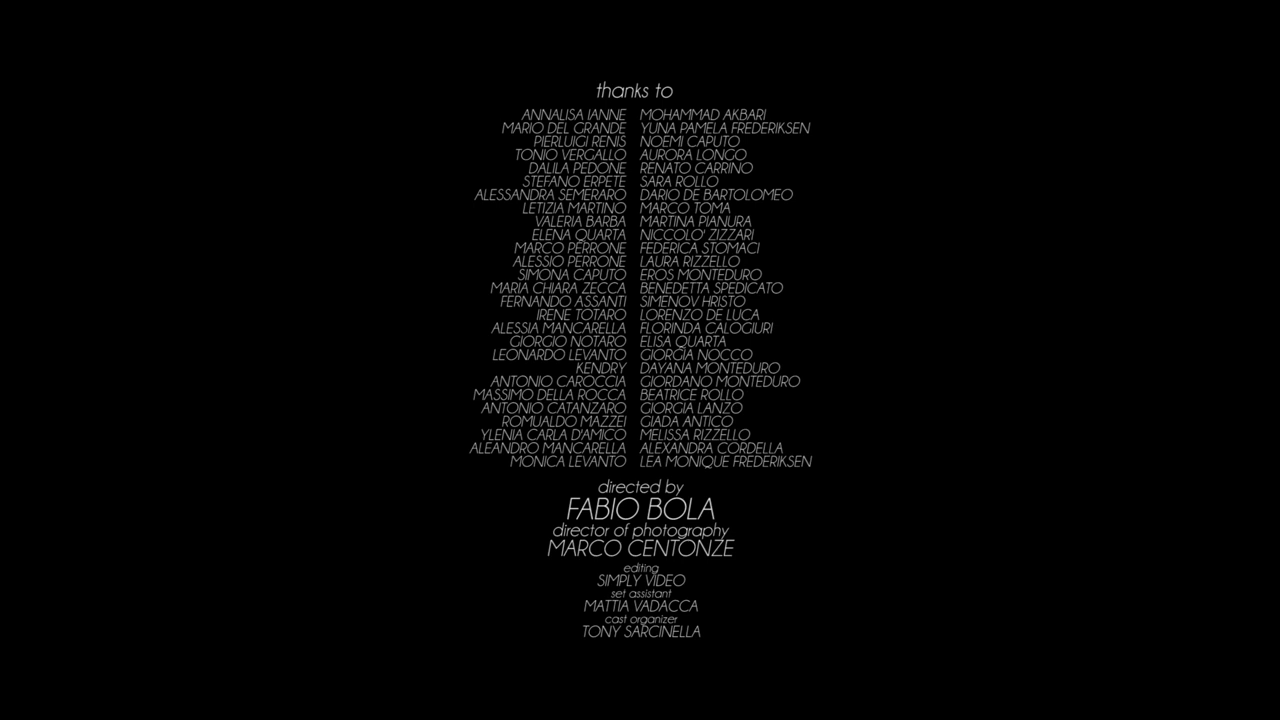 thanks to
ANNALISA IANNE MOHAMMAD AKBARI
MARIO DEL GRANDE YUNA PAMELA FREDERIKSEN
PIERLUIGI RENIS NOEMI CAPUTO
TONIO VERGALLO AURORA LONGO
DALILA PEDONE RENATO CARRINO
STEFANO ERPETE SARA ROLLO
ALESSANDRA SEMERARO DARIO DE BARTOLOMEO
LETIZIA MARTINO MARCO TOMA
VALERIA BARBA MARTINA PIANURA
ELENA QUARTA NICCOLO' ZIZZARI
MARCO PERRONE FEDERICA STOMACI
ALESSIO PERRONE LAURA RIZZELLO
SIMONA CAPUTO EROS MONTEDURO
MARIA CHIARA ZECCA BENEDETTA SPEDICATO
FERNANDO ASSANTI SIMENOV HRISTO
IRENE TOTARO LORENZO DE LUCA
ALESSIA MANCARELLA FLORINDA CALOGIURI
GIORGIO NOTARO ELISA QUARTA
LEONARDO LEVANTO GIORGIA NOCCO
KENDRY DAYANA MONTEDURO
ANTONIO CAROCCIA GIORDANO MONTEDURO
MASSIMO DELLA ROCCA BEATRICE ROLLO
ANTONIO CATANZARO GIORGIA LANZO
ROMUALDO MAZZEI GIADA ANTICO
YLENIA CARLA D'AMICO MELISSA RIZZELLO
ALEANDRO MANCARELLA ALEXANDRA CORDELLA
MONICA LEVANTO LEA MONIQUE FREDERIKSEN
directed by
FABIO BOLA
director of photography
MARCO CENTONZE
editing
SIMPLY VIDEO
set assistant
MATTIA VADACCA
cast organizer
TONY SARCINELLA